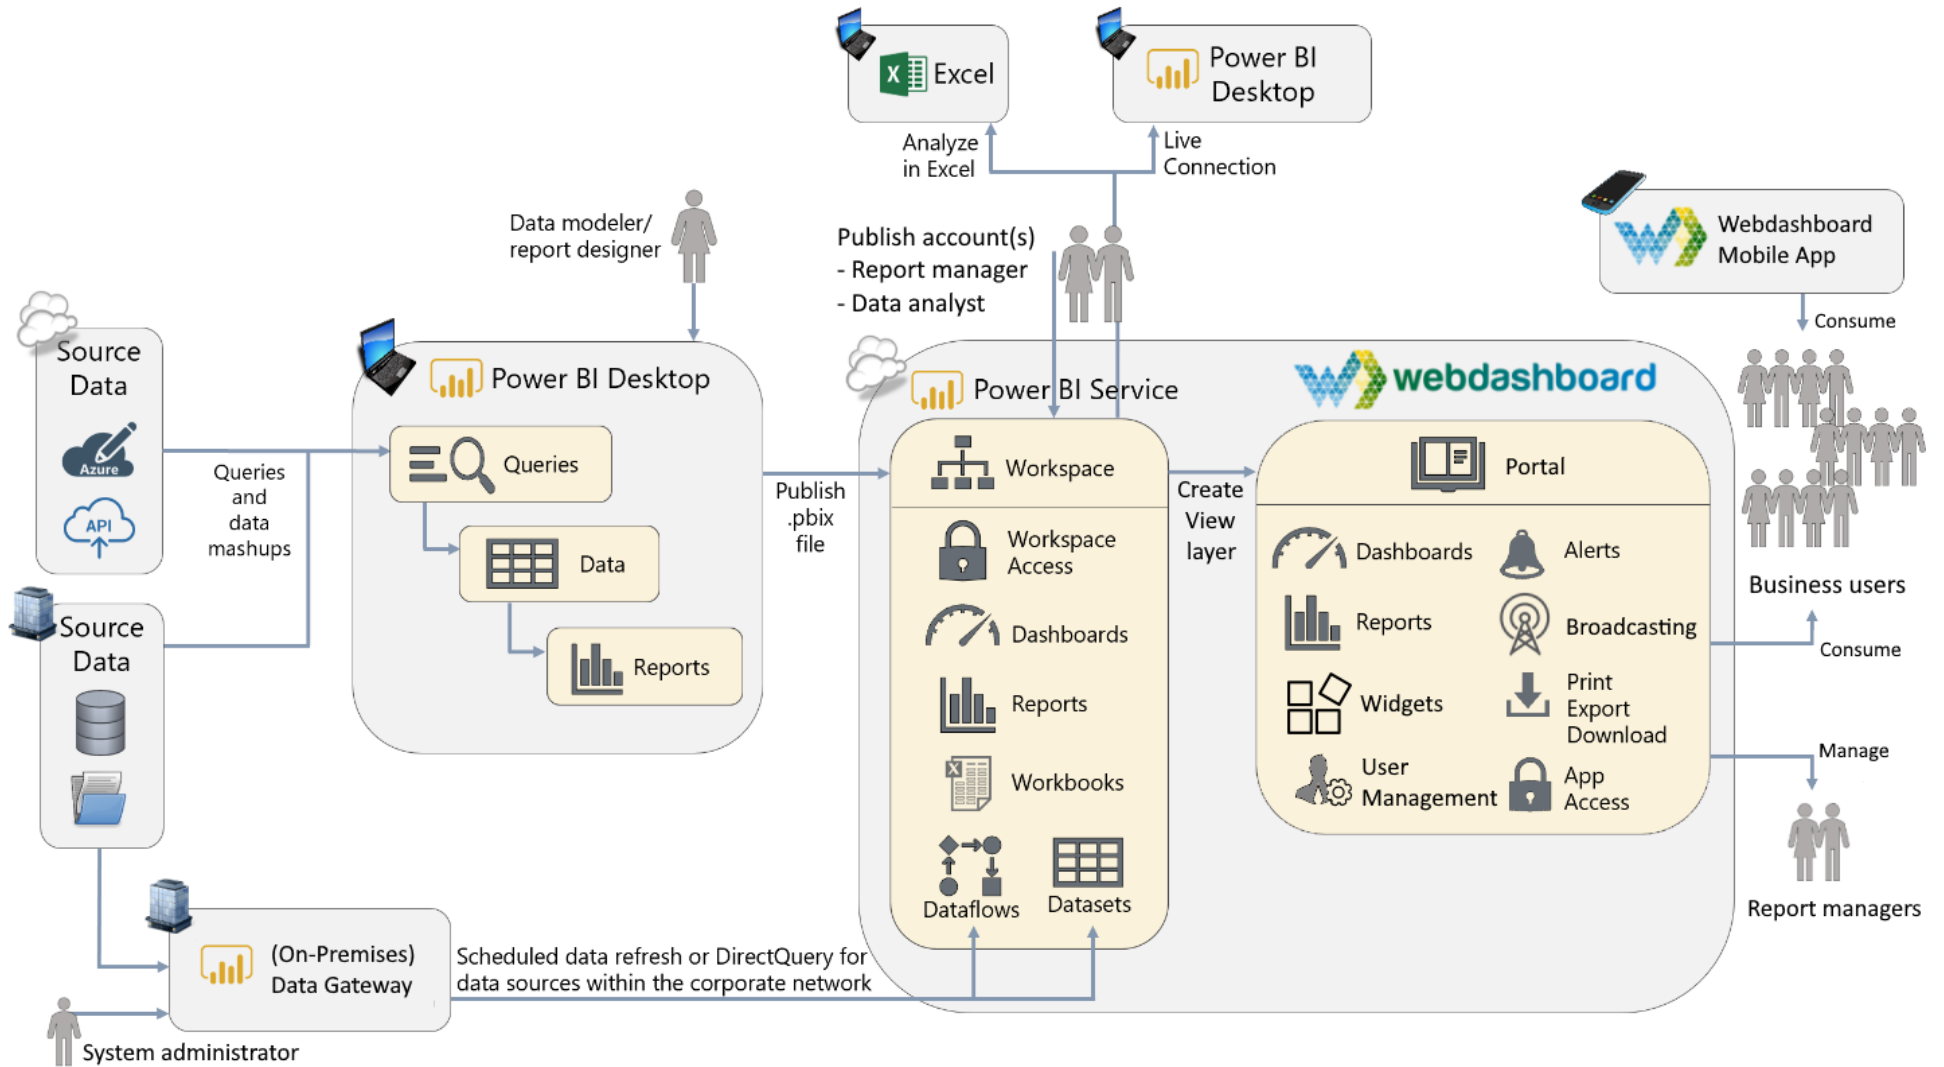 Excel
Power BI
Desktop
Analyze
in Excel
Live
Connection
Data modeler/
report designer
Publish account(s)
- Report manager
- Data analyst
Webdashboard
Mobile App
Consume
Source
Data
Azure
API
Queries
and
data
mashups
Power BI Desktop
Queries
Data
Reports
Publish
.pbix
file
Power BI Service
Workspace
Workspace
Access
Dashboards
Reports
Workbooks
Dataflows
Datasets
Create
View
layer
webdashboard
Portal
Dashboards
Alerts
Reports
Broadcasting
Widgets
Print
Export
Download
User
Management
App
Access
Business users
Consume
Manage
Report managers
Source
Data
(On-Premises)
Data Gateway
Scheduled data refresh or DirectQuery for
data sources within the corporate network
System administrator